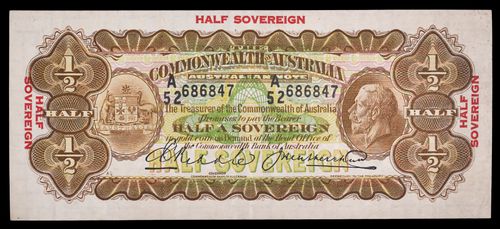 HALF SOVEREIGN
COMMONWEALTH OF AUSTRALIA
AUSTRALIAN NOTE
A 686847 A 686847
52 52
1/2 1/2
The Treasurer of the Commonwealth of Australia
Promises to pay the Bearer
HALF HALF
HALF A SOVEREIGN
in gold coin on Demand at the Head Office of
the Commonwealth Bank of Australia
HALF SOVEREIGN
HALF SOVEREIGN
1/2 1/2
HALF SOVEREIGN